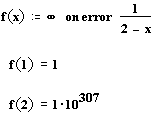 f(x) := ∞ on error 1/(2 - x)
f(1) = 1
f(2) = 1·10^307